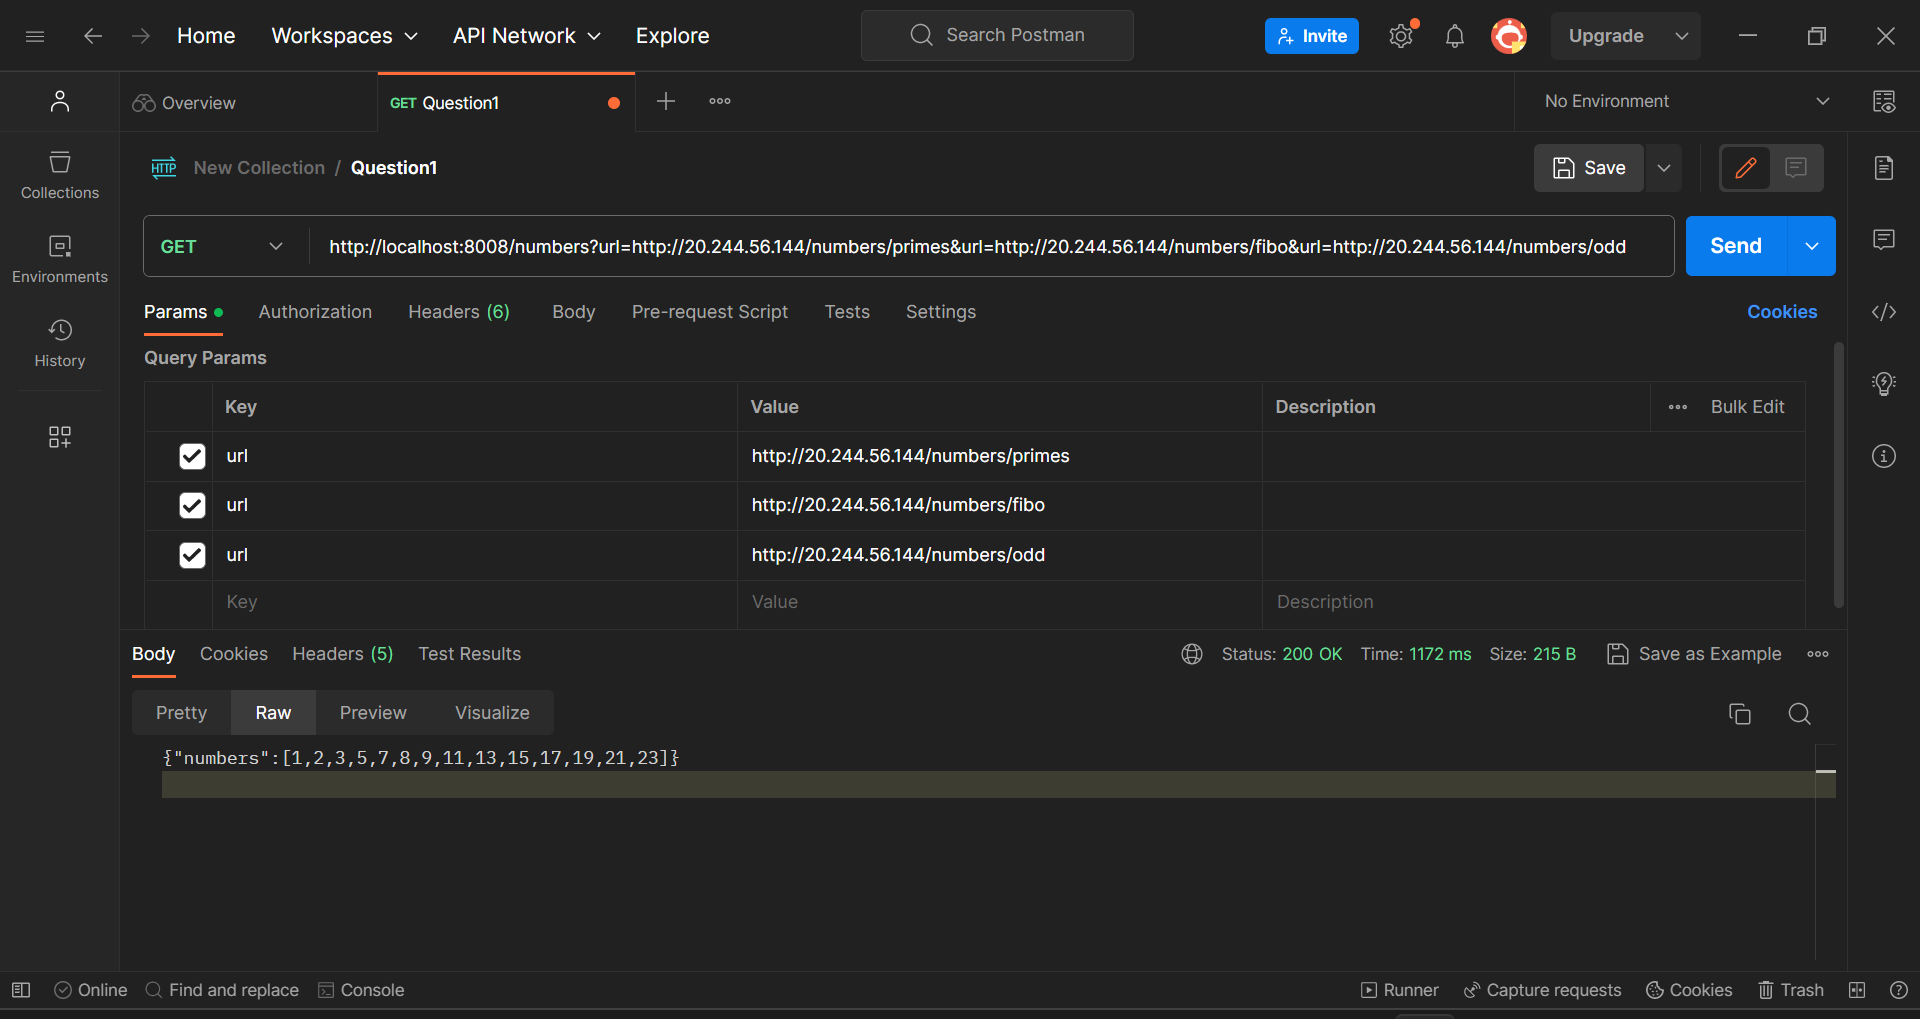 Home Workspaces API Network Explore Search Postman Invite Upgrade
Overview GET Question1 No Environment
HTTP New Collection / Question1 Save
Collections
GET http://localhost:8008/numbers?url=http://20.244.56.144/numbers/primes&url=http://20.244.56.144/numbers/fibo&url=http://20.244.56.144/numbers/odd Send
Environments
Params Authorization Headers (6) Body Pre-request Script Tests Settings Cookies
History
Query Params
Key Value Description Bulk Edit
url http://20.244.56.144/numbers/primes
url http://20.244.56.144/numbers/fibo
url http://20.244.56.144/numbers/odd
Key Value Description
Body Cookies Headers (5) Test Results Status: 200 OK Time: 1172 ms Size: 215 B Save as Example
Pretty Raw Preview Visualize
{"numbers":[1,2,3,5,7,8,9,11,13,15,17,19,21,23]}
Online Find and replace Console Runner Capture requests Cookies Trash